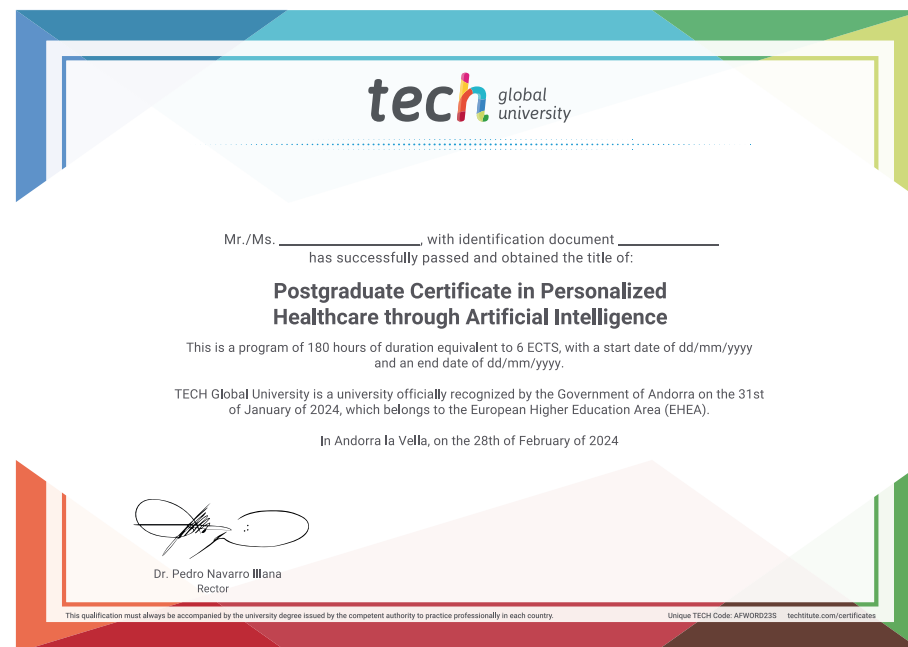 tech global university
Mr./Ms. ____________________, with identification document ______________
has successfully passed and obtained the title of:
Postgraduate Certificate in Personalized
Healthcare through Artificial Intelligence
This is a program of 180 hours of duration equivalent to 6 ECTS, with a start date of dd/mm/yyyy
and an end date of dd/mm/yyyy.
TECH Global University is a university officially recognized by the Government of Andorra on the 31st
of January of 2024, which belongs to the European Higher Education Area (EHEA).
In Andorra la Vella, on the 28th of February of 2024
Dr. Pedro Navarro Illana
Rector
This qualification must always be accompanied by the university degree issued by the competent authority to practice professionally in each country.
Unique TECH Code: AFWORD23S techtitute.com/certificates